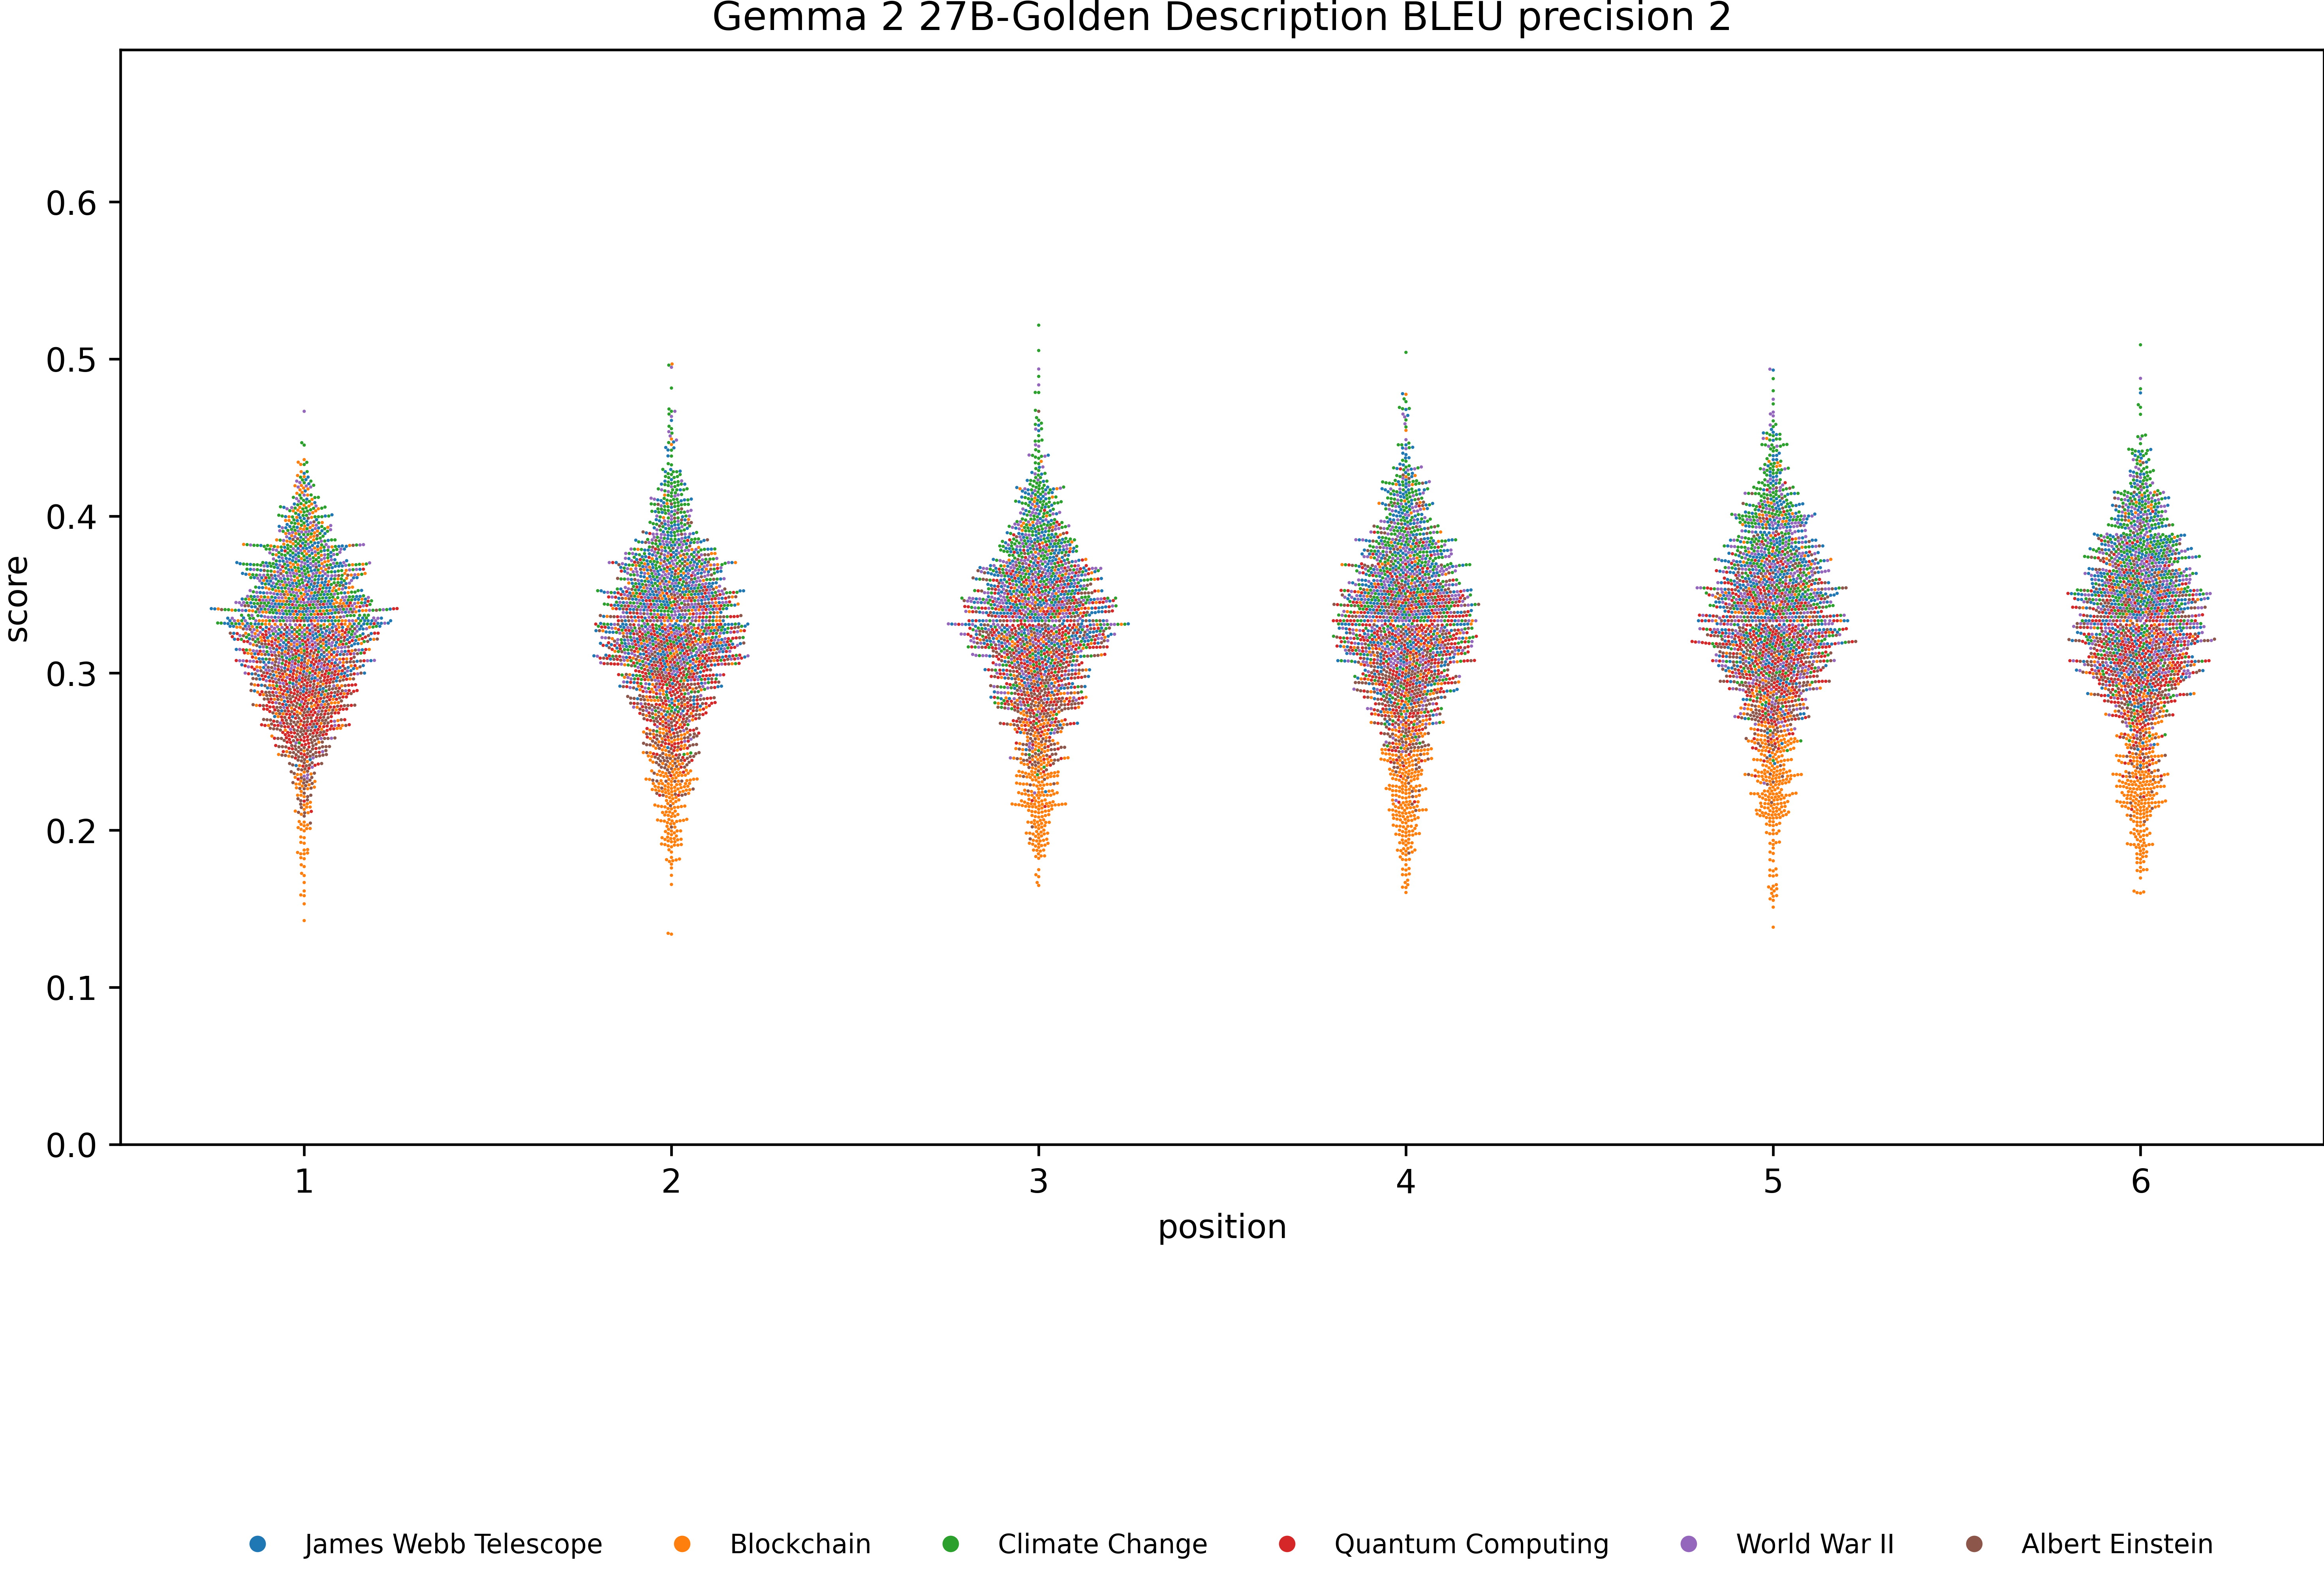 Gemma 2 27B-Golden Description BLEU precision 2
score
0.6
0.5
0.4
0.3
0.2
0.1
0.0
1 2 3 4 5 6
position
James Webb Telescope Blockchain Climate Change Quantum Computing World War II Albert Einstein